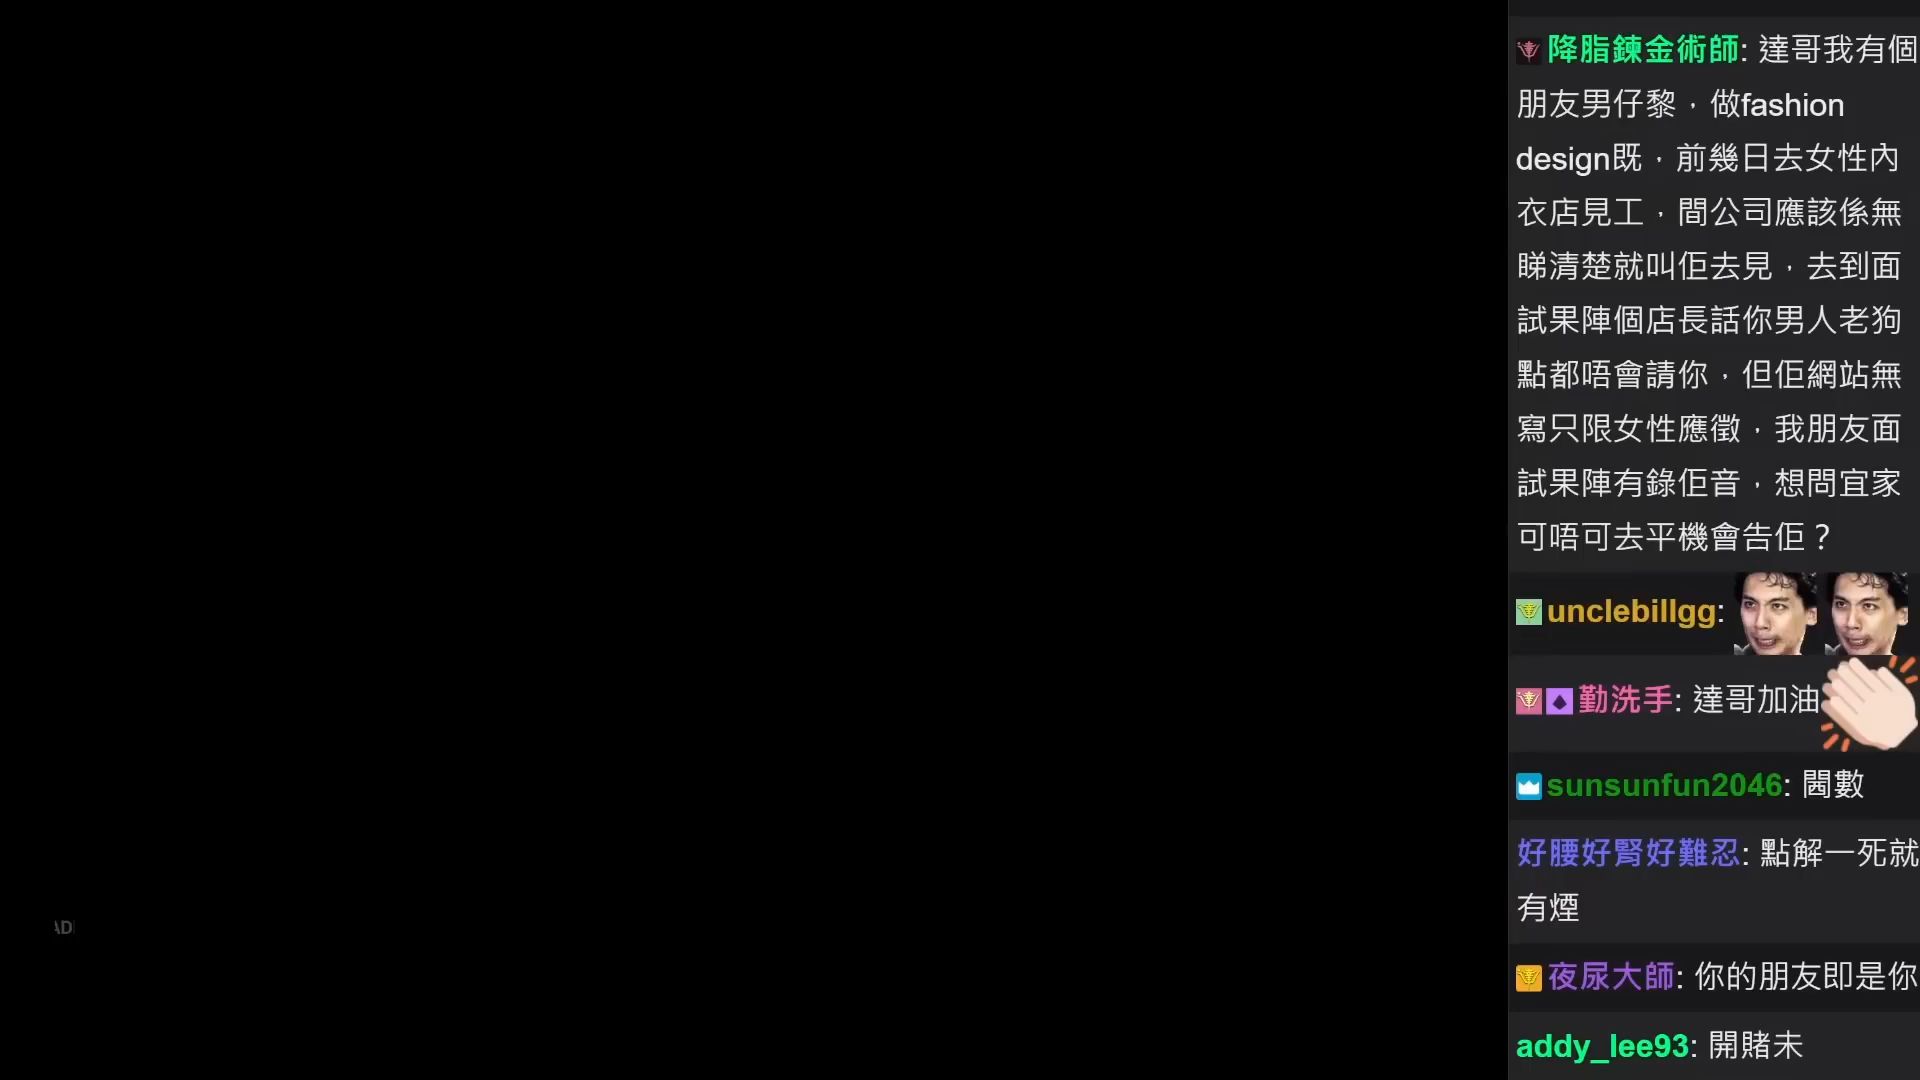 降脂鍊金術師: 達哥我有個
朋友男仔黎，做fashion
design既，前幾日去女性內
衣店見工，間公司應該係無
睇清楚就叫佢去見，去到面
試果陣個店長話你男人老狗
點都唔會請你，但佢網站無
寫只限女性應徵，我朋友面
試果陣有錄佢音，想問宜家
可唔可去平機會告佢？
unclebillgg:
勤洗手: 達哥加油
sunsunfun2046: 闊數
好腰好腎好難忍: 點解一死就
有煙
夜尿大師: 你的朋友即是你
addy_lee93: 開賭未